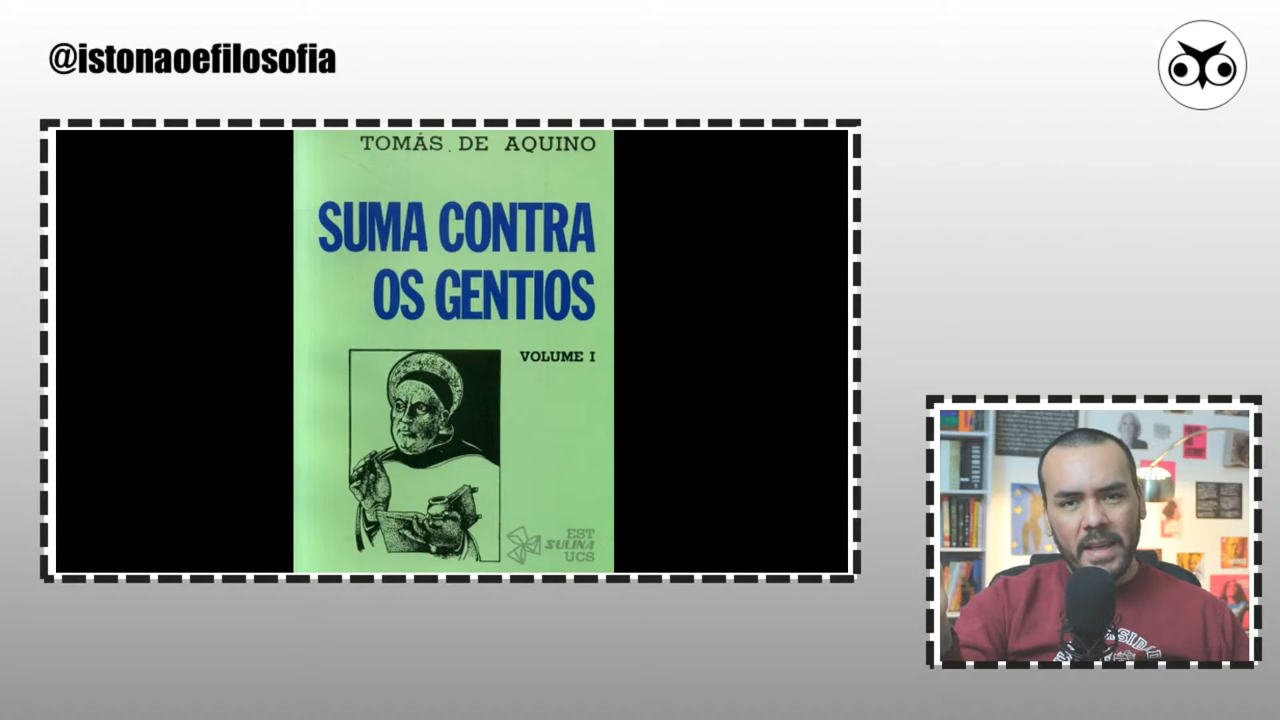 @istonaoefilosofia
TOMÁS DE AQUINO
SUMA CONTRA
OS GENTIOS
VOLUME I
EST
SULINA
UCS